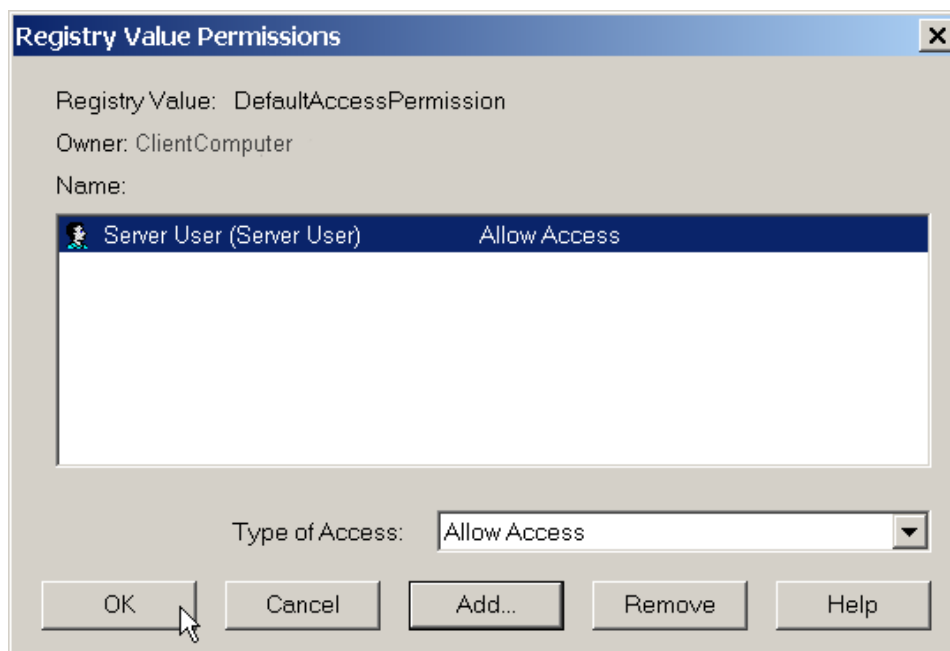 Registry Value Permissions
Registry Value: DefaultAccessPermission
Owner: ClientComputer
Name:
Server User (Server User) Allow Access
Type of Access: Allow Access
OK Cancel Add... Remove Help